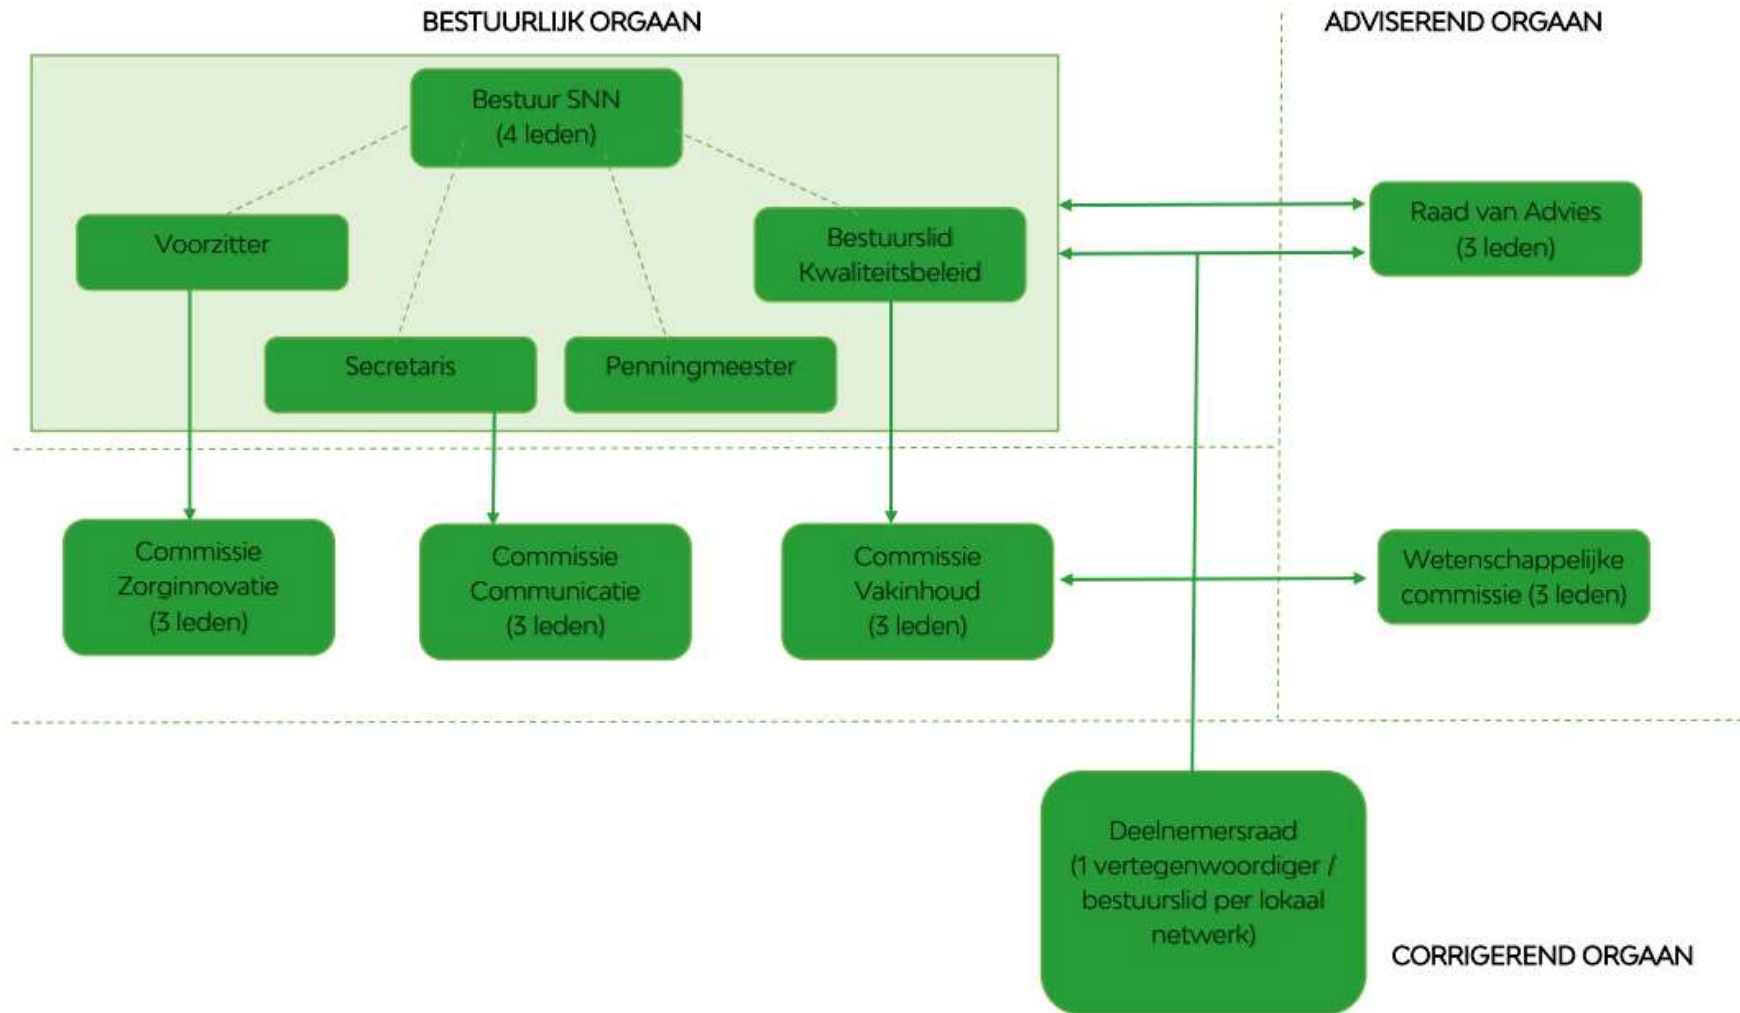 BESTUURLIJK ORGAAN
ADVISEREND ORGAAN
Bestuur SNN
(4 leden)
Voorzitter
Bestuurslid
Kwaliteitsbeleid
Raad van Advies
(3 leden)
Secretaris
Penningmeester
Commissie
Zorginnovatie
(3 leden)
Commissie
Communicatie
(3 leden)
Commissie
Vakinhoud
(3 leden)
Wetenschappelijke
commissie (3 leden)
Deelnemersraad
(1 vertegenwoordiger /
bestuurslid per lokaal
netwerk)
CORRIGEREND ORGAAN